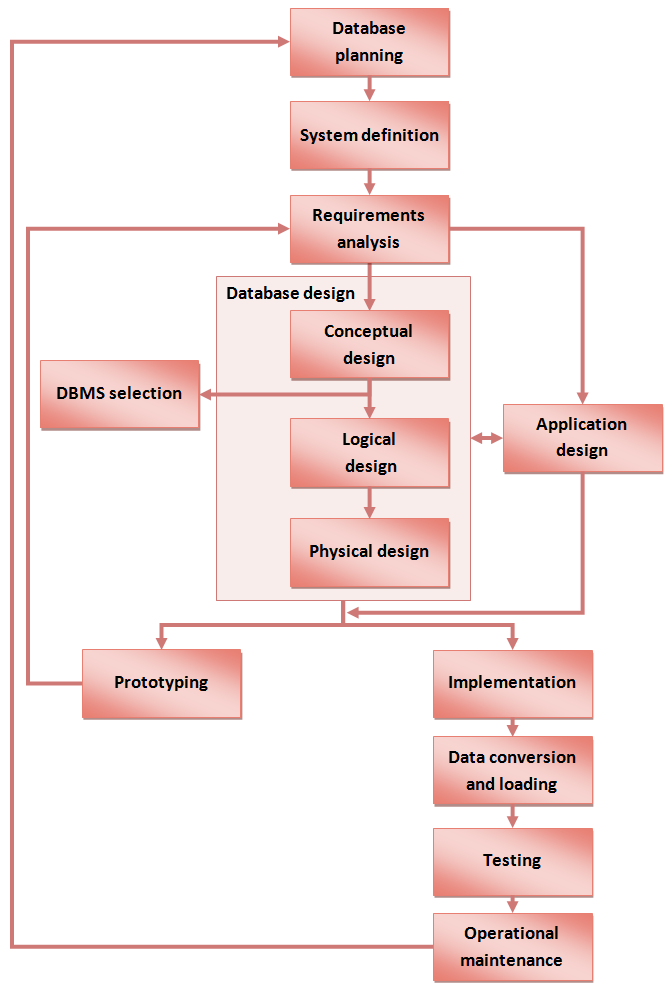 Database
planning
System definition
Requirements
analysis
Database design
Conceptual
design
DBMS selection
Logical
design
Application
design
Physical design
Prototyping
Implementation
Data conversion
and loading
Testing
Operational
maintenance